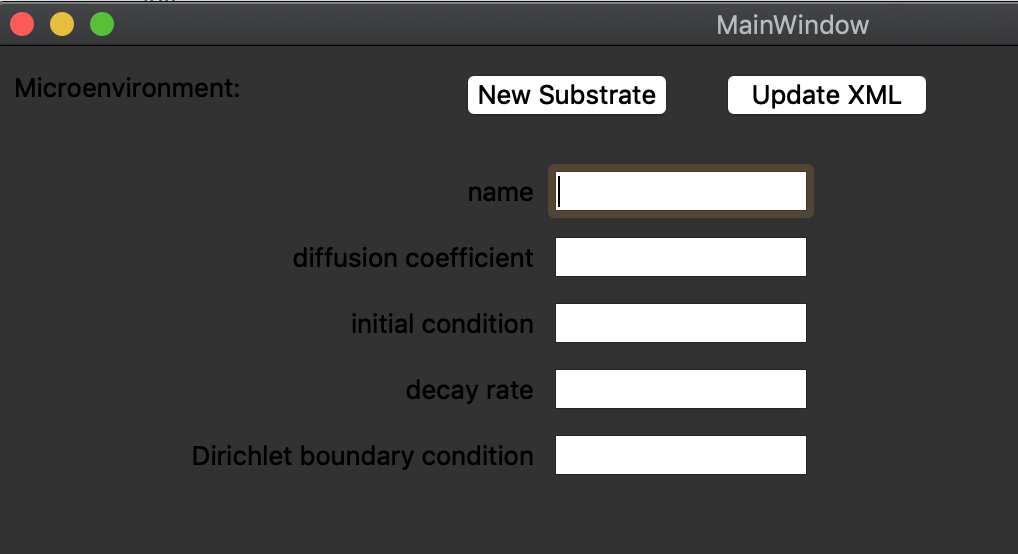 MainWindow
Microenvironment:
New Substrate
Update XML
name
diffusion coefficient
initial condition
decay rate
Dirichlet boundary condition